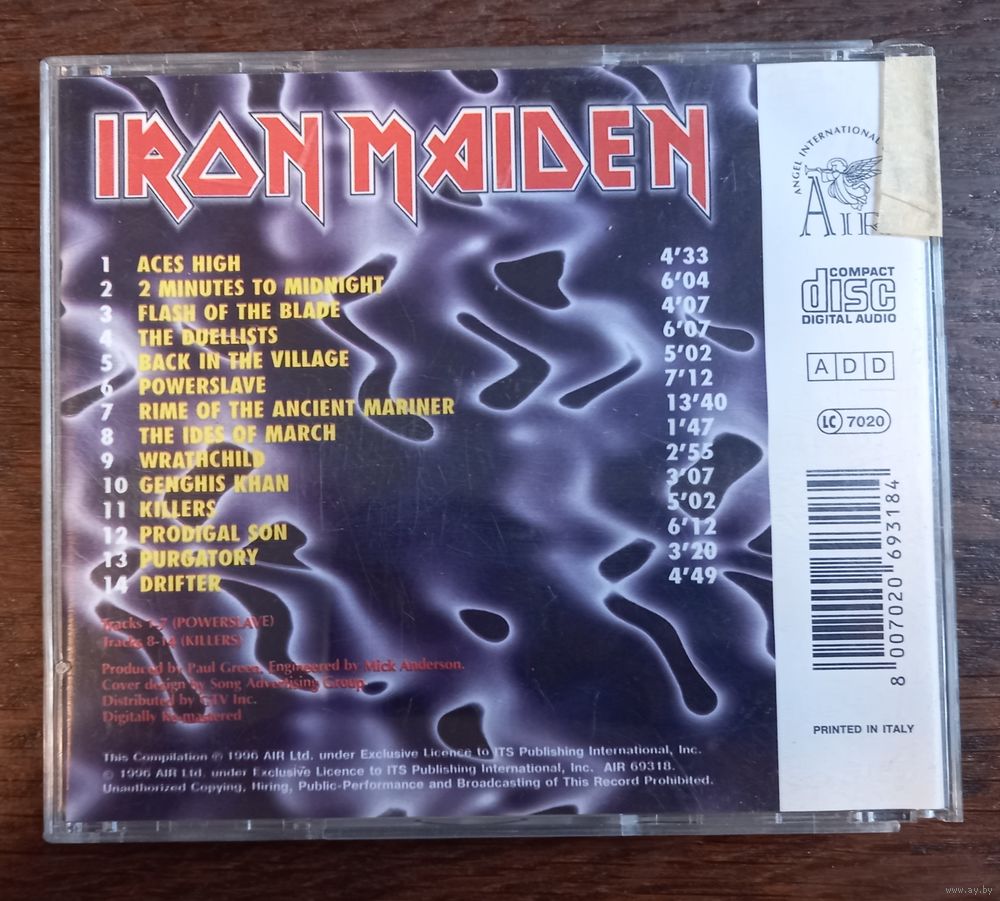 IRON MAIDEN
1 ACES HIGH 4'33
2 2 MINUTES TO MIDNIGHT 6'04
3 FLASH OF THE BLADE 4'07
4 THE DUELLISTS 6'07
5 BACK IN THE VILLAGE 5'02
6 POWERSLAVE 7'12
7 RIME OF THE ANCIENT MARINER 13'40
8 THE IDES OF MARCH 1'47
9 WRATHCHILD 2'55
10 GENGHIS KHAN 3'07
11 KILLERS 5'02
12 PRODIGAL SON 6'12
13 PURGATORY 3'20
14 DRIFTER 4'49
Tracks 1-7 (POWERSLAVE)
Tracks 8-14 (KILLERS)
Produced by Paul Green. Engineered by Mick Anderson.
Cover design by Song Advertising Group.
Distributed by GTV Inc.
Digitally Re-mastered
This Compilation ℗ 1996 AIR Ltd. under Exclusive Licence to ITS Publishing International, Inc.
© 1996 AIR Ltd. under Exclusive Licence to ITS Publishing International, Inc. AIR 69318.
Unauthorized Copying, Hiring, Public-Performance and Broadcasting of This Record Prohibited.
ANGEL INTERNATIONAL
AIR
COMPACT
disc
DIGITAL AUDIO
ADD
LC 7020
8 007020 693184
PRINTED IN ITALY
www.ay.by